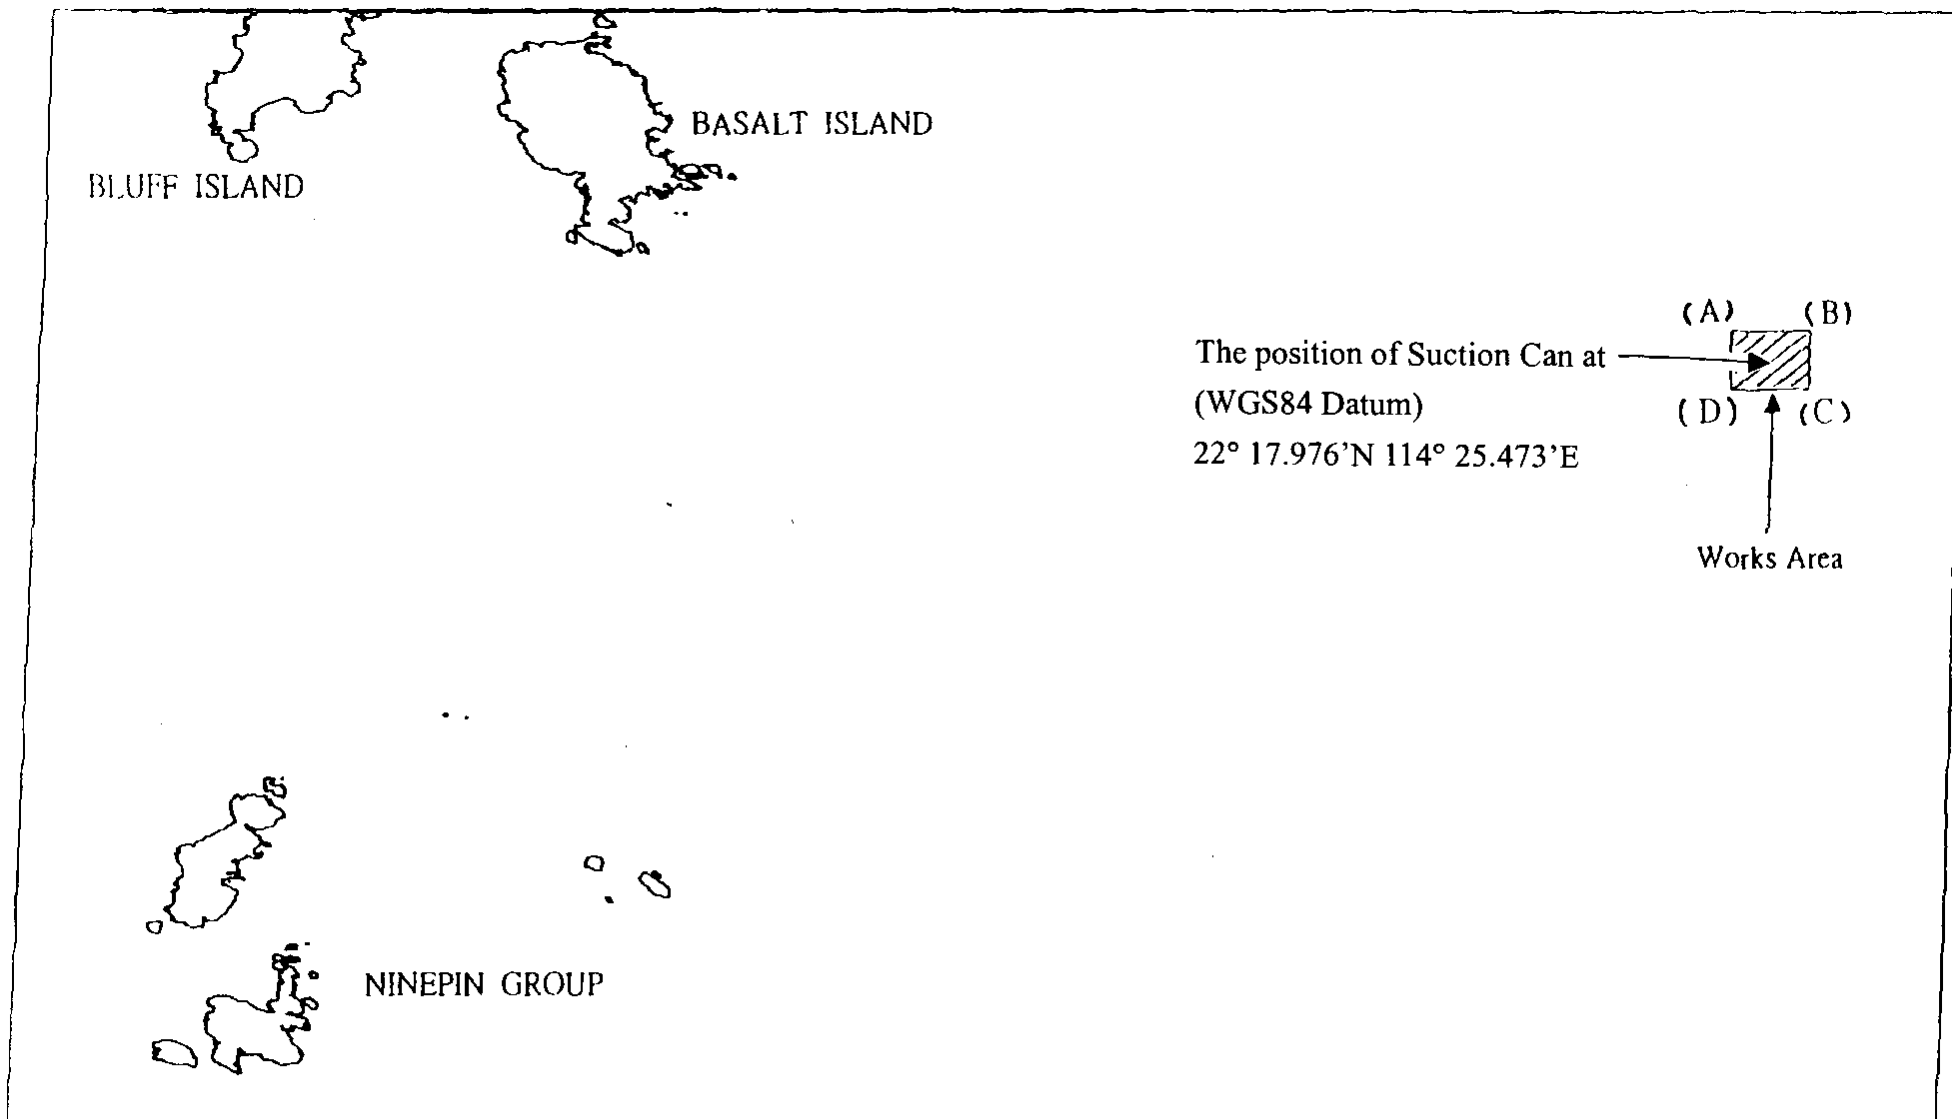 BASALT ISLAND
BLUFF ISLAND
(A) (B)
The position of Suction Can at
(WGS84 Datum)
22° 17.976’N 114° 25.473’E
(D) (C)
Works Area
NINEPIN GROUP